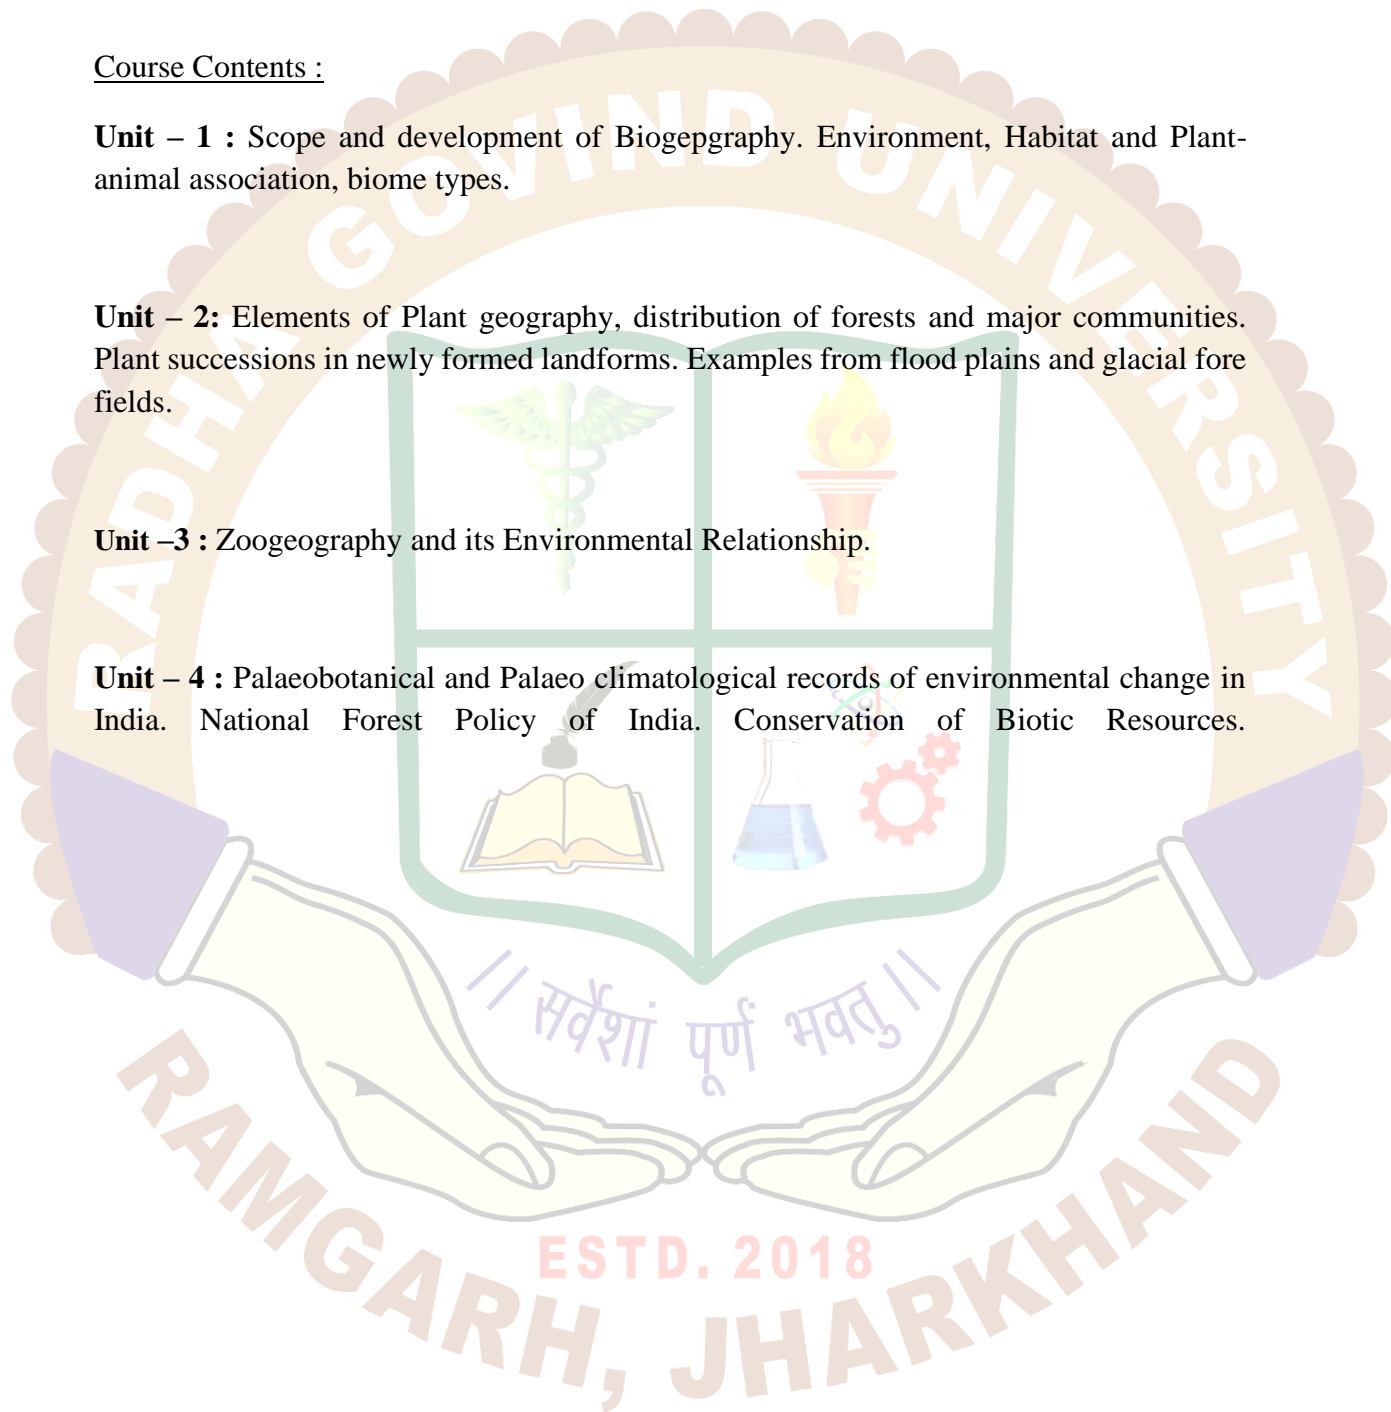 Course Contents :
Unit – 1 : Scope and development of Biogepgraphy. Environment, Habitat and Plant-
animal association, biome types.
Unit – 2: Elements of Plant geography, distribution of forests and major communities.
Plant successions in newly formed landforms. Examples from flood plains and glacial fore
fields.
Unit –3 : Zoogeography and its Environmental Relationship.
Unit – 4 : Palaeobotanical and Palaeo climatological records of environmental change in
India. National Forest Policy of India. Conservation of Biotic Resources.
RADHA GOVIND UNIVERSITY
// सर्वेशां पूर्ण भवतु //
ESTD. 2018
RAMGARH, JHARKHAND